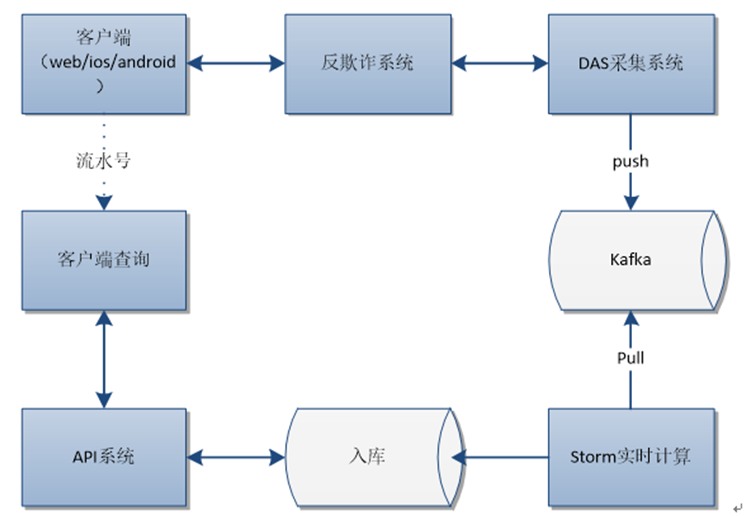 客户端
（web/ios/android
）
反欺诈系统
DAS采集系统
流水号
push
客户端查询
Kafka
Pull
API系统
入库
Storm实时计算